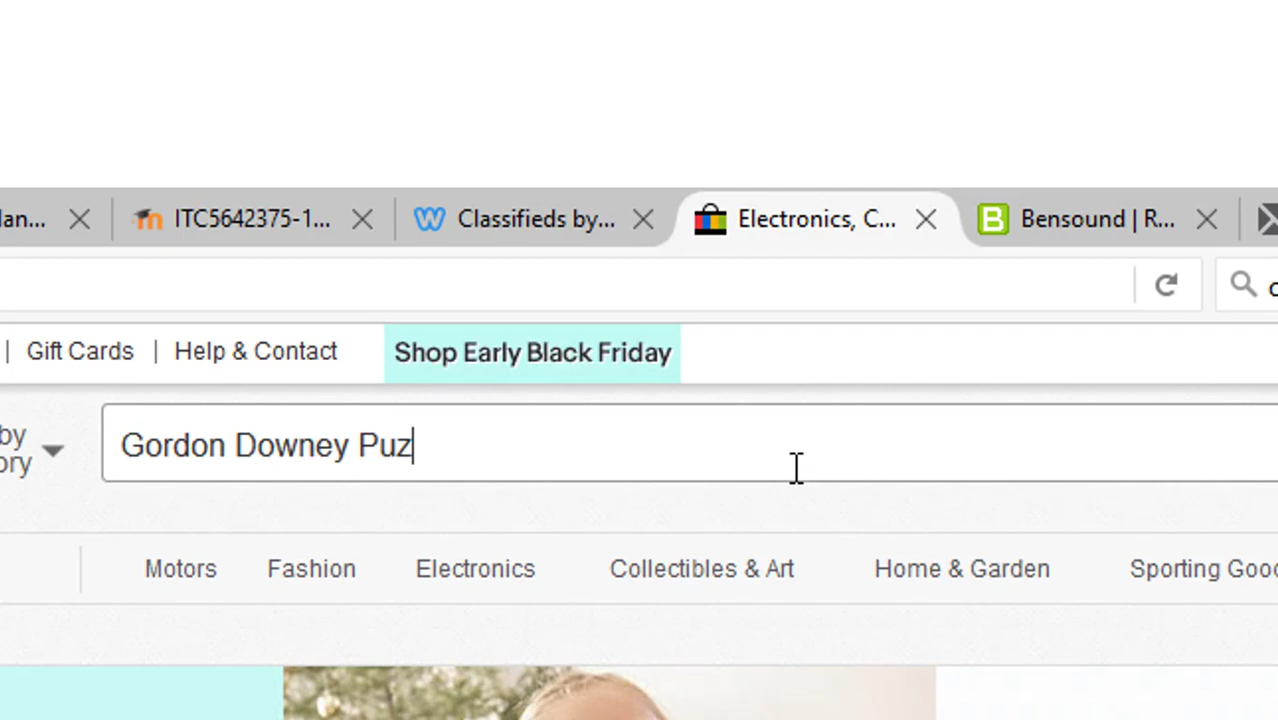 lan... ITC5642375-1... Classifieds by... Electronics, C... B Bensound | R...
| Gift Cards | Help & Contact Shop Early Black Friday
by
ory
Gordon Downey Puz
Motors Fashion Electronics Collectibles & Art Home & Garden Sporting Goo